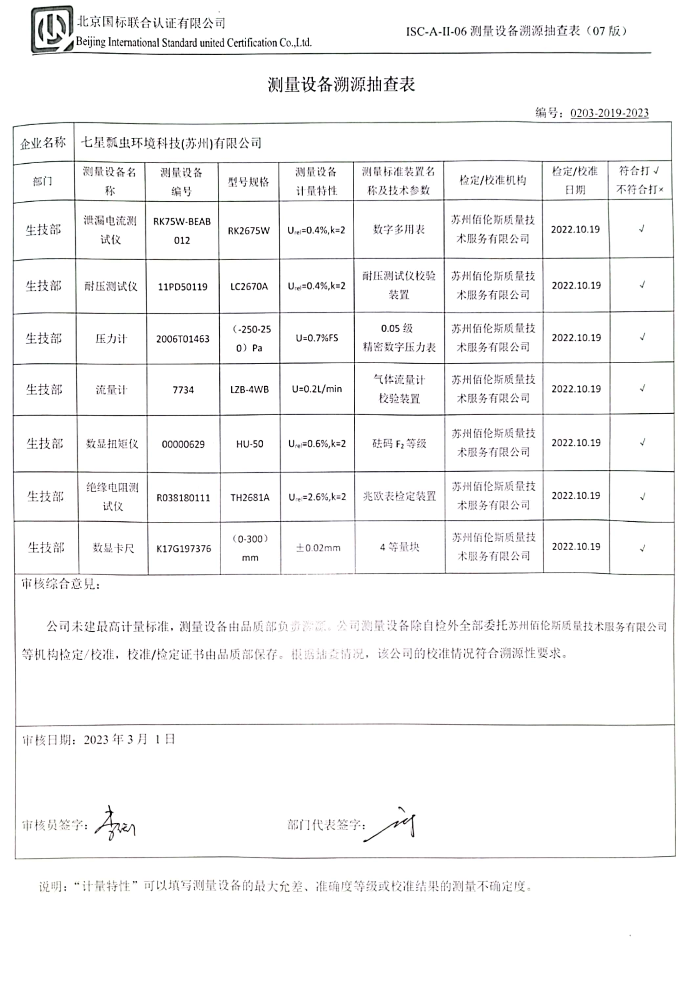 北京国标联合认证有限公司
Beijing International Standard united Certification Co.,Ltd.
ISC-A-II-06 测量设备溯源抽查表（07 版）
测量设备溯源抽查表
编号：0203-2019-2023
企业名称 七星瓢虫环境科技(苏州)有限公司
部门 测量设备名称 测量设备编号 型号规格 测量设备计量特性 测量标准装置名称及技术参数 检定/校准机构 检定/校准日期 符合打√不符合打×
生技部 泄漏电流测试仪 RK75W-BEAB012 RK2675W Urel=0.4%,k=2 数字多用表 苏州佰伦斯质量技术服务有限公司 2022.10.19 √
生技部 耐压测试仪 11PD50119 LC2670A Urel=0.4%,k=2 耐压测试仪校验装置 苏州佰伦斯质量技术服务有限公司 2022.10.19 √
生技部 压力计 2006T01463 （-250-250）Pa U=0.7%FS 0.05 级精密数字压力表 苏州佰伦斯质量技术服务有限公司 2022.10.19 √
生技部 流量计 7734 LZB-4WB U=0.2L/min 气体流量计校验装置 苏州佰伦斯质量技术服务有限公司 2022.10.19 √
生技部 数显扭矩仪 00000629 HU-50 Urel=0.6%,k=2 砝码 F₂ 等级 苏州佰伦斯质量技术服务有限公司 2022.10.19 √
生技部 绝缘电阻测试仪 R038180111 TH2681A Urel=2.6%,k=2 兆欧表检定装置 苏州佰伦斯质量技术服务有限公司 2022.10.19 √
生技部 数显卡尺 K17G197376 （0-300）mm ±0.02mm 4 等量块 苏州佰伦斯质量技术服务有限公司 2022.10.19 √
审核综合意见：
公司未建最高计量标准，测量设备由品质部负责溯源。公司测量设备除自检外全部委托苏州佰伦斯质量技术服务有限公司
等机构检定/校准，校准/检定证书由品质部保存。根据抽查情况，该公司的校准情况符合溯源性要求。
审核日期：2023 年 3 月 1 日
审核员签字：
部门代表签字：
说明：“计量特性”可以填写测量设备的最大允差、准确度等级或校准结果的测量不确定度。